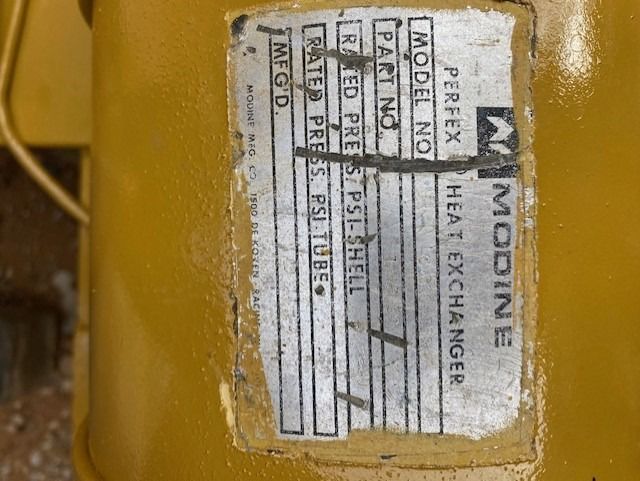 MODINE
PERFEX HEAT EXCHANGER
MODEL NO
PART NO.
RATED PRESS PSI-SHELL
RATED PRESS. PSI-TUBE
MF'G'D.
MODINE MFG. CO. 1500 DE KOVEN